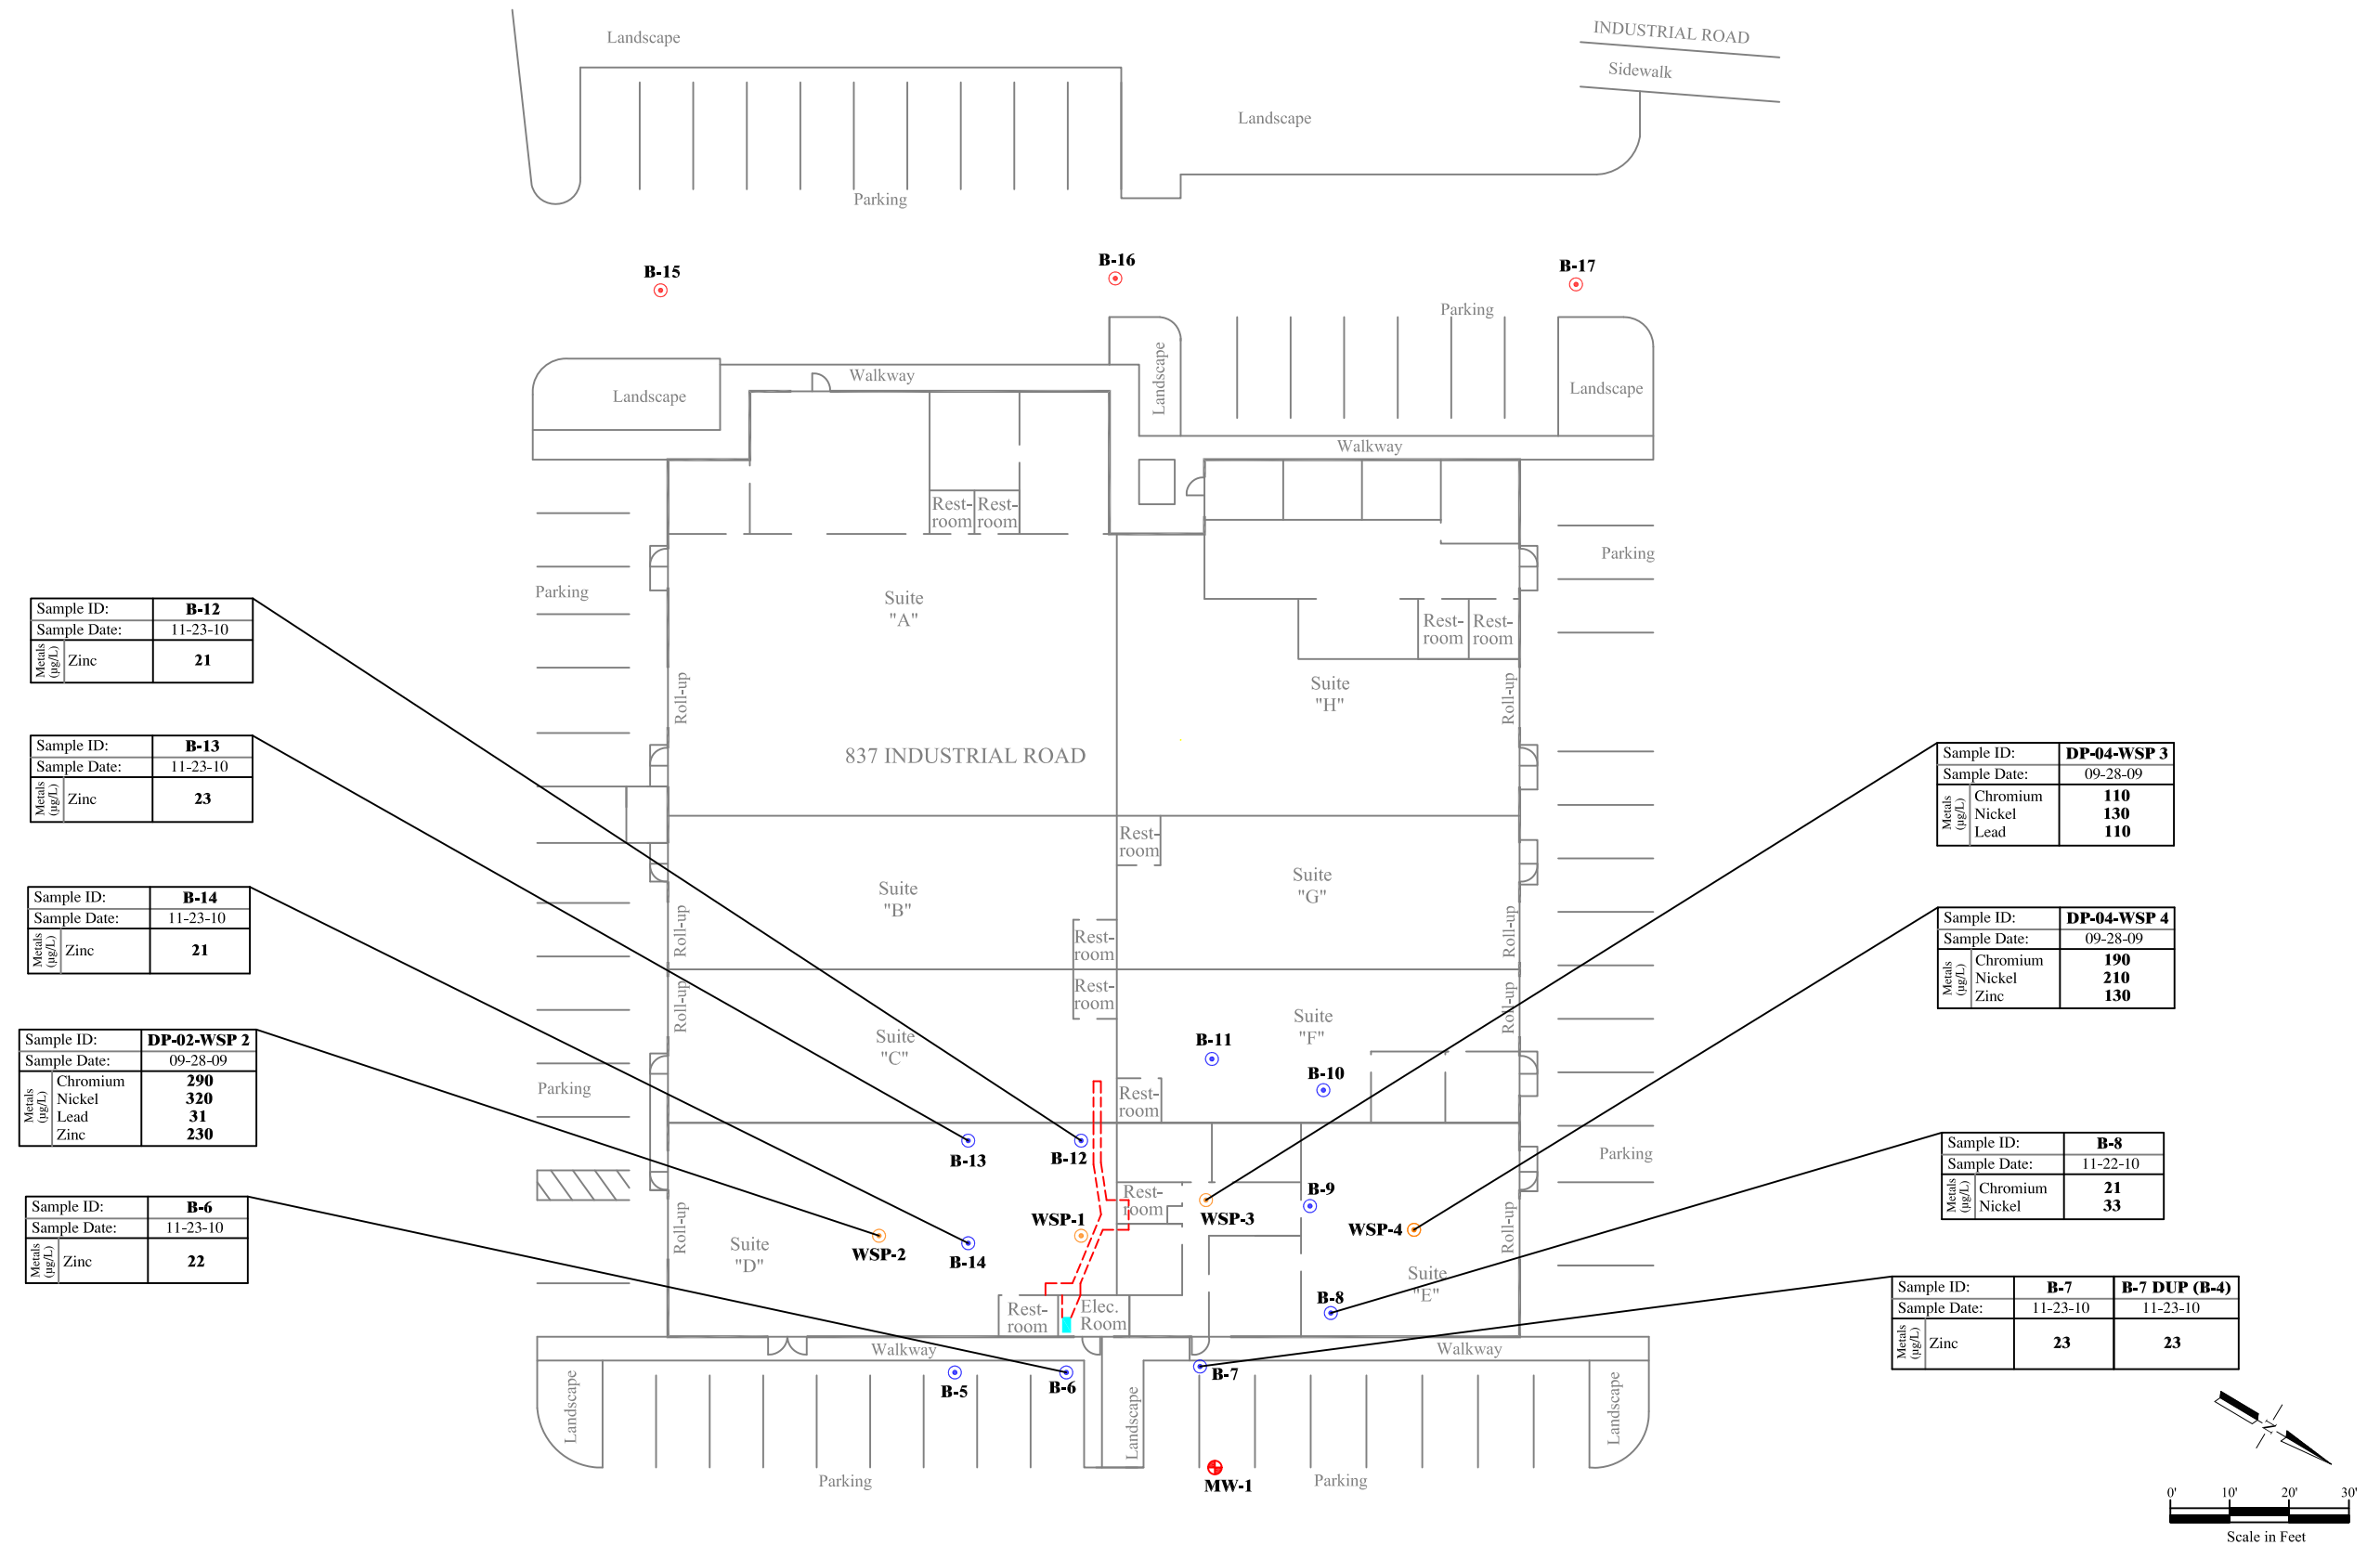 Landscape
INDUSTRIAL ROAD
Sidewalk
Landscape
Parking
B-15
B-16
B-17
Parking
Landscape
Walkway
Landscape
Landscape
Walkway
Rest-
room
Rest-
room
Parking
Parking
Suite
"A"
Rest-
room
Rest-
room
Roll-up
Suite
"H"
Roll-up
837 INDUSTRIAL ROAD
Rest-
room
Suite
"B"
Suite
"G"
Roll-up
Rest-
room
Roll-up
Rest-
room
Roll-up
Suite
"C"
Suite
"F"
Roll-up
B-11
B-10
Parking
Rest-
room
B-13
B-12
Parking
Rest-
room
B-9
WSP-1
WSP-3
WSP-4
Roll-up
Suite
"D"
WSP-2
B-14
Roll-up
Suite
"E"
B-8
Rest-
room
Elec.
Room
Walkway
Walkway
B-5
B-6
B-7
Landscape
Landscape
Landscape
Parking
MW-1
Parking
Sample ID: B-12
Sample Date: 11-23-10
Metals
(µg/L)
Zinc 21
Sample ID: B-13
Sample Date: 11-23-10
Metals
(µg/L)
Zinc 23
Sample ID: B-14
Sample Date: 11-23-10
Metals
(µg/L)
Zinc 21
Sample ID: DP-02-WSP 2
Sample Date: 09-28-09
Metals
(µg/L)
Chromium 290
Nickel 320
Lead 31
Zinc 230
Sample ID: B-6
Sample Date: 11-23-10
Metals
(µg/L)
Zinc 22
Sample ID: DP-04-WSP 3
Sample Date: 09-28-09
Metals
(µg/L)
Chromium 110
Nickel 130
Lead 110
Sample ID: DP-04-WSP 4
Sample Date: 09-28-09
Metals
(µg/L)
Chromium 190
Nickel 210
Zinc 130
Sample ID: B-8
Sample Date: 11-22-10
Metals
(µg/L)
Chromium 21
Nickel 33
Sample ID: B-7 B-7 DUP (B-4)
Sample Date: 11-23-10 11-23-10
Metals
(µg/L)
Zinc 23 23
N
0' 10' 20' 30'
Scale in Feet